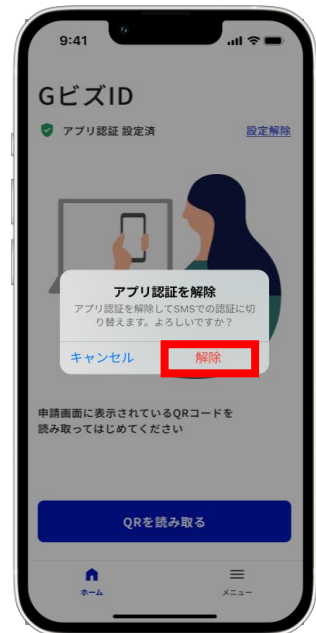 9:41
GビズID
アプリ認証 設定済
設定解除
アプリ認証を解除
アプリ認証を解除してSMSでの認証に切
り替えます。よろしいですか？
キャンセル
解除
申請画面に表示されているQRコードを
読み取ってはじめてください
QRを読み取る
ホーム
メニュー